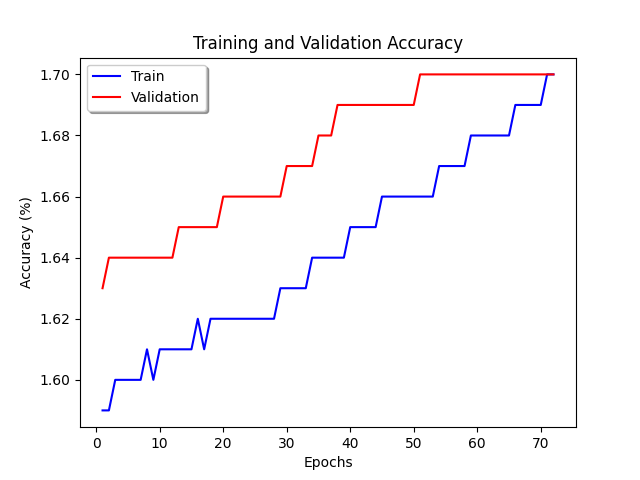 Training and Validation Accuracy
Train
Validation
Accuracy (%)
1.70
1.68
1.66
1.64
1.62
1.60
0 10 20 30 40 50 60 70
Epochs